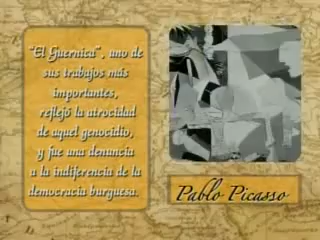 "El Guernica", uno de
sus trabajos más
importantes,
reflejó la atrocidad
de aquel genocidio,
y fue una denuncia
a la indiferencia de la
democracia burguesa.
Pablo Picasso